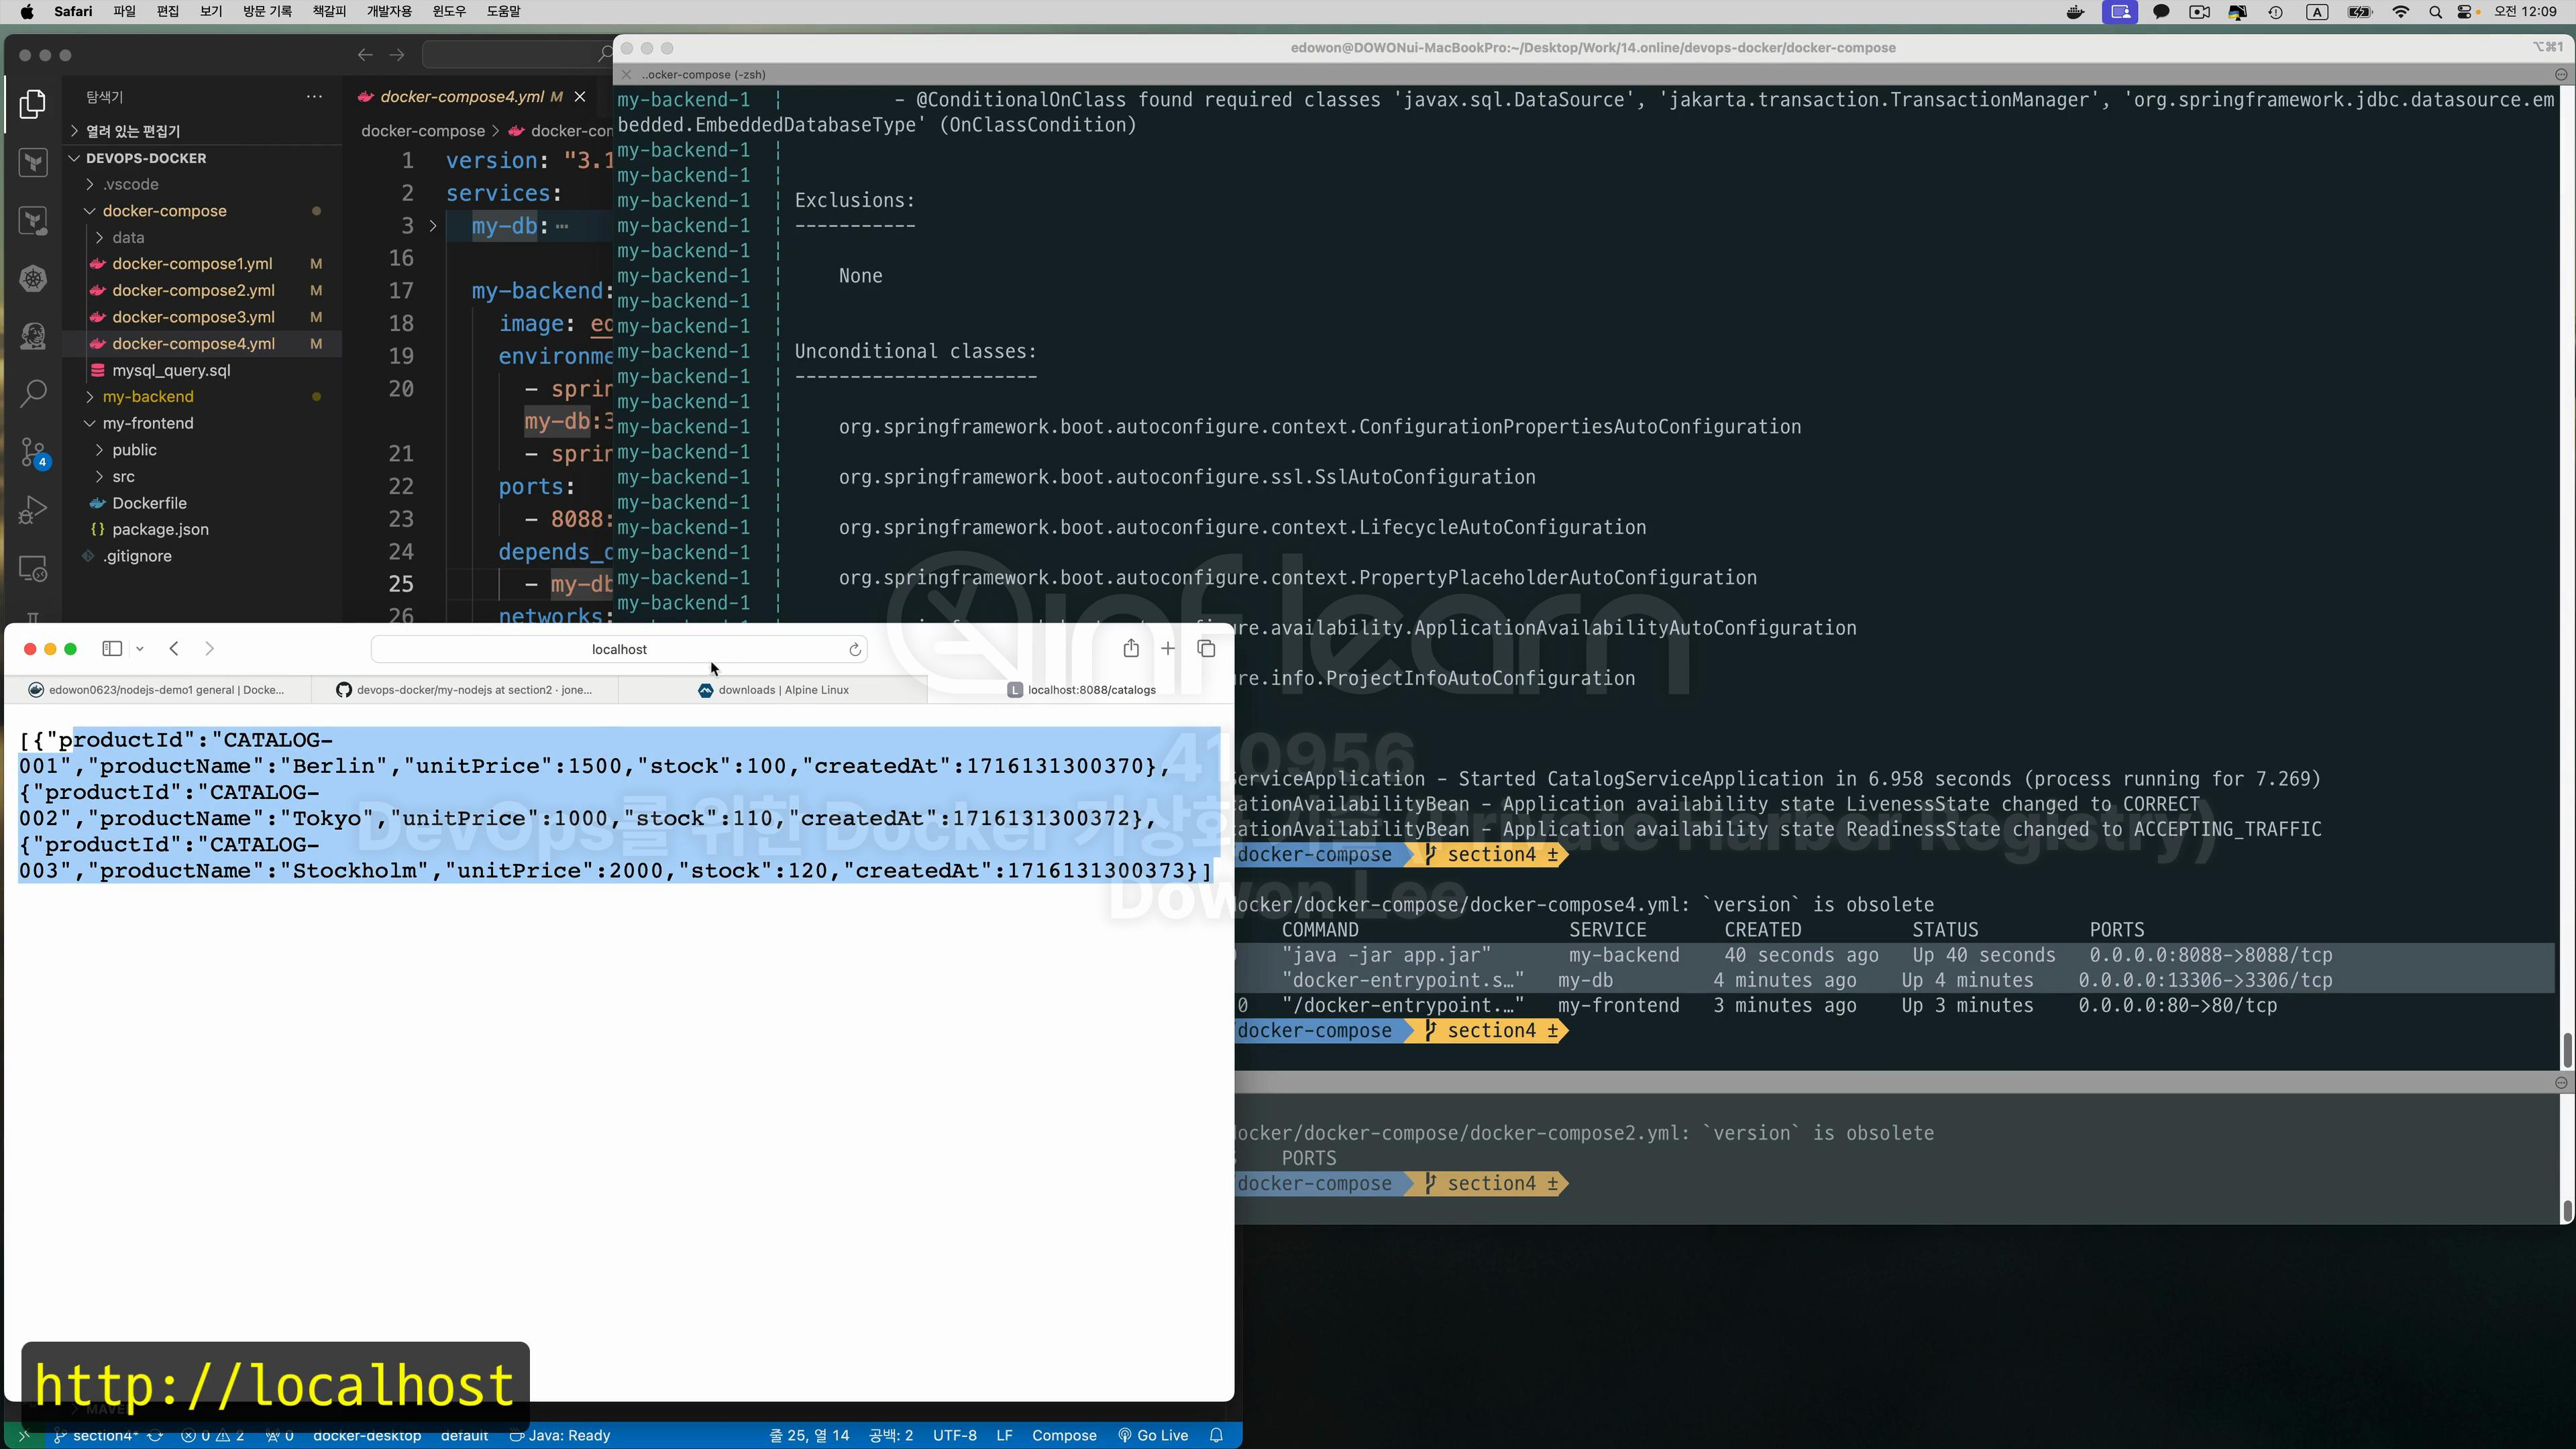 Safari 파일 편집 보기 방문 기록 책갈피 개발자용 윈도우 도움말
A 오전 12:09
edowon@DOWONui-MacBookPro:~/Desktop/Work/14.online/devops-docker/docker-compose
⌥⌘1
..ocker-compose (-zsh)
탐색기
열려 있는 편집기
DEVOPS-DOCKER
.vscode
docker-compose
data
docker-compose1.yml M
docker-compose2.yml M
docker-compose3.yml M
docker-compose4.yml M
mysql_query.sql
my-backend
my-frontend
public
src
Dockerfile
package.json
.gitignore
4
docker-compose4.yml M
docker-compose > docker-con
1 version: "3.1
2 services:
3 my-db: ⋯
16
17 my-backend:
18 image: ed
19 environme
20 - sprin
my-db:3
21 - sprin
22 ports:
23 - 8088:
24 depends_o
25 - my-db
26 networks:
my-backend-1 ¦ - @ConditionalOnClass found required classes 'javax.sql.DataSource', 'jakarta.transaction.TransactionManager', 'org.springframework.jdbc.datasource.em
bedded.EmbeddedDatabaseType' (OnClassCondition)
my-backend-1 ¦
my-backend-1 ¦
my-backend-1 ¦ Exclusions:
my-backend-1 ¦ -----------
my-backend-1 ¦
my-backend-1 ¦ None
my-backend-1 ¦
my-backend-1 ¦
my-backend-1 ¦ Unconditional classes:
my-backend-1 ¦ ----------------------
my-backend-1 ¦
my-backend-1 ¦ org.springframework.boot.autoconfigure.context.ConfigurationPropertiesAutoConfiguration
my-backend-1 ¦
my-backend-1 ¦ org.springframework.boot.autoconfigure.ssl.SslAutoConfiguration
my-backend-1 ¦
my-backend-1 ¦ org.springframework.boot.autoconfigure.context.LifecycleAutoConfiguration
my-backend-1 ¦
my-backend-1 ¦ org.springframework.boot.autoconfigure.context.PropertyPlaceholderAutoConfiguration
my-backend-1 ¦
ure.availability.ApplicationAvailabilityAutoConfiguration
ure.info.ProjectInfoAutoConfiguration
ServiceApplication - Started CatalogServiceApplication in 6.958 seconds (process running for 7.269)
ationAvailabilityBean - Application availability state LivenessState changed to CORRECT
ationAvailabilityBean - Application availability state ReadinessState changed to ACCEPTING_TRAFFIC
docker-compose section4 ±
ocker/docker-compose/docker-compose4.yml: `version` is obsolete
COMMAND SERVICE CREATED STATUS PORTS
"java -jar app.jar" my-backend 40 seconds ago Up 40 seconds 0.0.0.0:8088->8088/tcp
"docker-entrypoint.s…" my-db 4 minutes ago Up 4 minutes 0.0.0.0:13306->3306/tcp
0 "/docker-entrypoint.…" my-frontend 3 minutes ago Up 3 minutes 0.0.0.0:80->80/tcp
docker-compose section4 ±
ocker/docker-compose/docker-compose2.yml: `version` is obsolete
PORTS
docker-compose section4 ±
localhost
edowon0623/nodejs-demo1 general | Docke...
devops-docker/my-nodejs at section2 · jone...
downloads | Alpine Linux
L localhost:8088/catalogs
[{"productId":"CATALOG-
001","productName":"Berlin","unitPrice":1500,"stock":100,"createdAt":1716131300370},
{"productId":"CATALOG-
002","productName":"Tokyo","unitPrice":1000,"stock":110,"createdAt":1716131300372},
{"productId":"CATALOG-
003","productName":"Stockholm","unitPrice":2000,"stock":120,"createdAt":1716131300373}]
inflearn
410956
DevOps를 위한 Docker 가상화 기술 (Private Harbor Registry)
Dowon Lee
http://localhost
MAVE
section4* 0 2 0 docker-desktop default Java: Ready 줄 25, 열 14 공백: 2 UTF-8 LF Compose Go Live